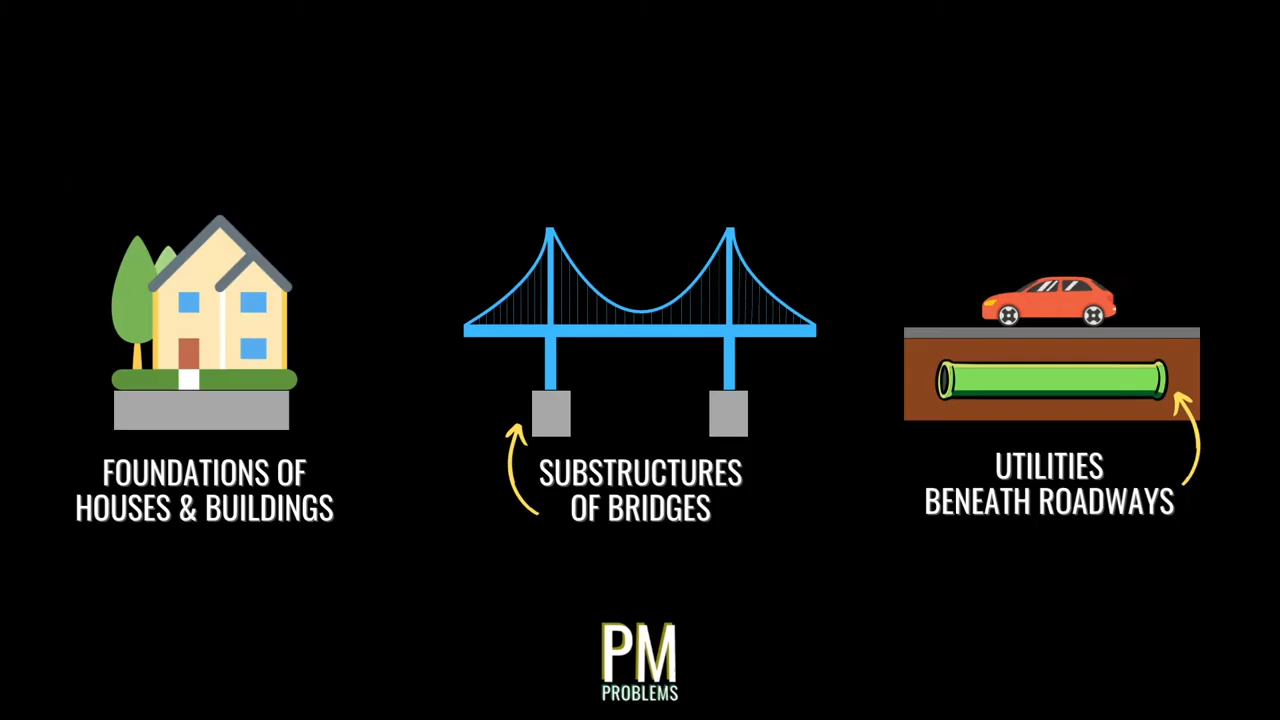 FOUNDATIONS OF
HOUSES & BUILDINGS
SUBSTRUCTURES
OF BRIDGES
UTILITIES
BENEATH ROADWAYS
PM
PROBLEMS